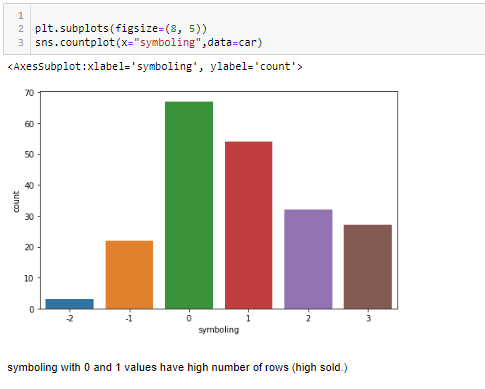 1
2 plt.subplots(figsize=(8, 5))
3 sns.countplot(x="symboling",data=car)
<AxesSubplot:xlabel='symboling', ylabel='count'>
70
60
50
40
30
20
10
0
count
-2 -1 0 1 2 3
symboling
symboling with 0 and 1 values have high number of rows (high sold.)